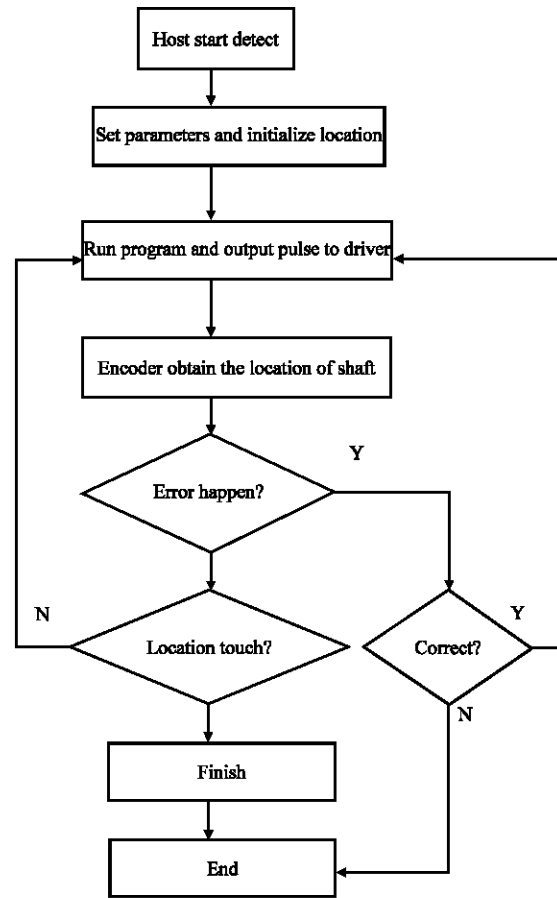 Host start detect
Set parameters and initialize location
Run program and output pulse to driver
Encoder obtain the location of shaft
Y
Error happen?
N
Y
Location touch?
Correct?
N
Finish
End